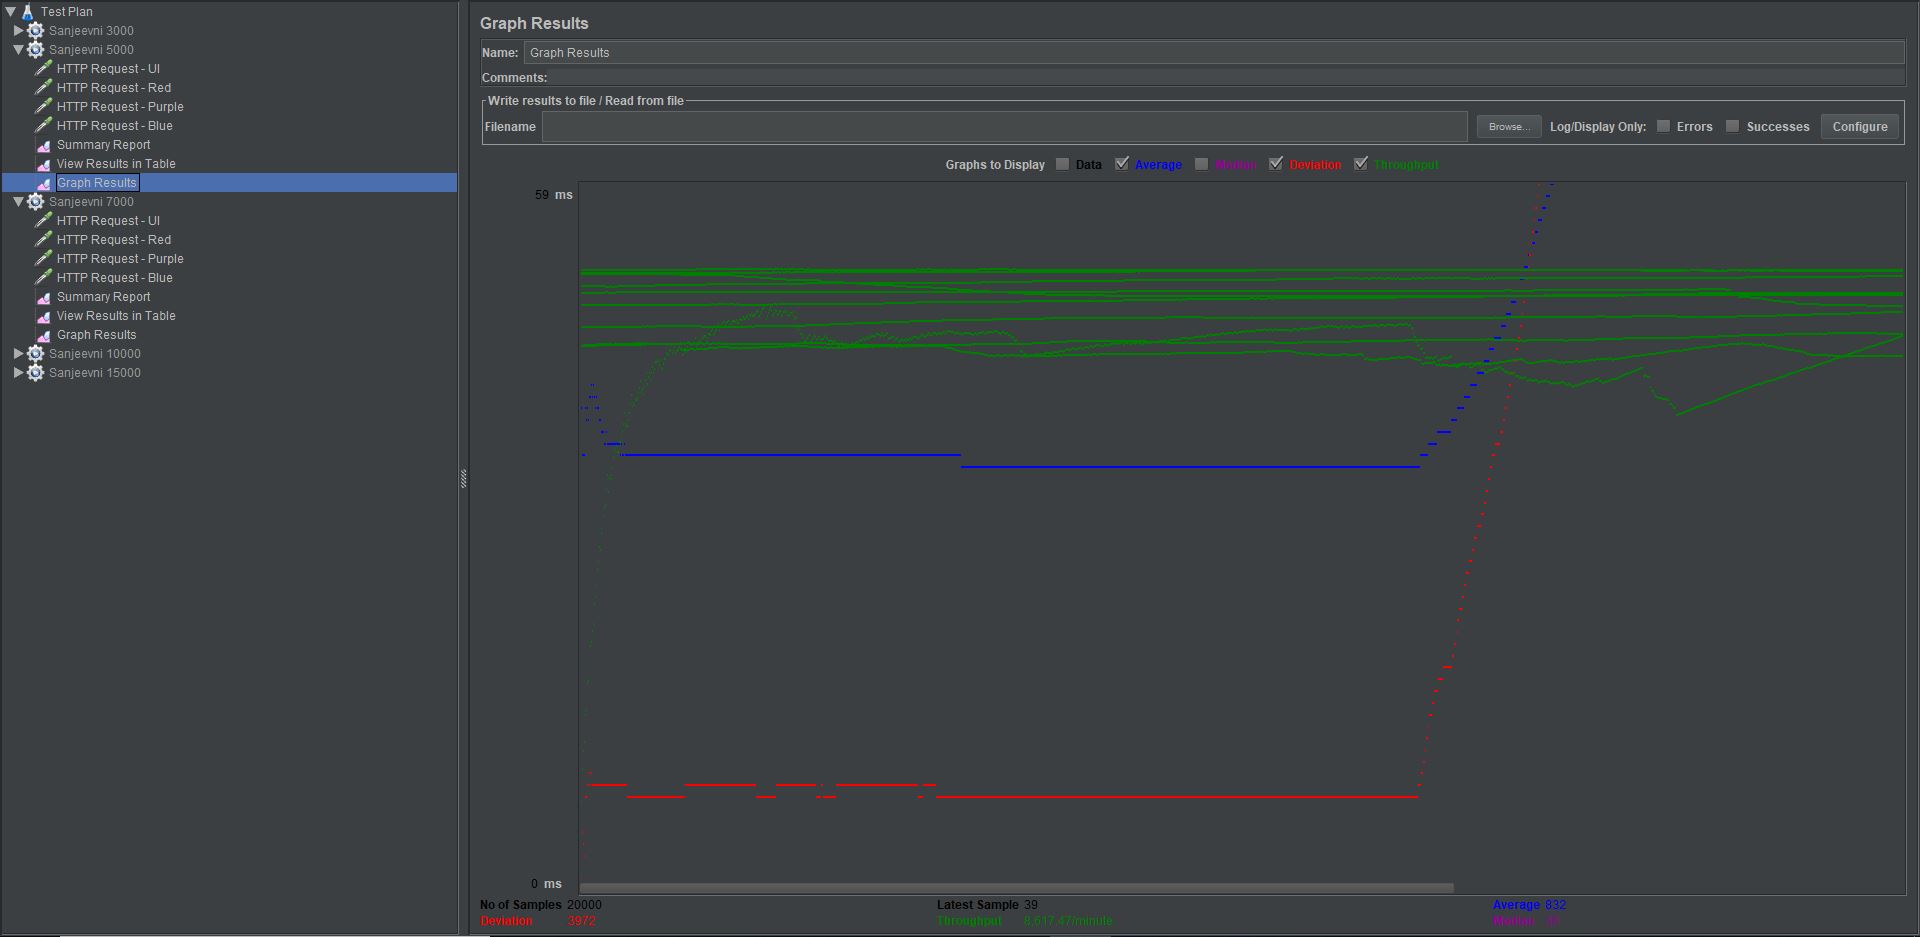 Test Plan
Sanjeevni 3000
Sanjeevni 5000
HTTP Request - UI
HTTP Request - Red
HTTP Request - Purple
HTTP Request - Blue
Summary Report
View Results in Table
Graph Results
Sanjeevni 7000
HTTP Request - UI
HTTP Request - Red
HTTP Request - Purple
HTTP Request - Blue
Summary Report
View Results in Table
Graph Results
Sanjeevni 10000
Sanjeevni 15000
Graph Results
Name: Graph Results
Comments:
Write results to file / Read from file
Filename Browse... Log/Display Only: Errors Successes Configure
Graphs to Display Data Average Median Deviation Throughput
59 ms
0 ms
No of Samples 20000 Latest Sample 39 Average 832
Deviation 3972 Throughput 8,617.47/minute Median